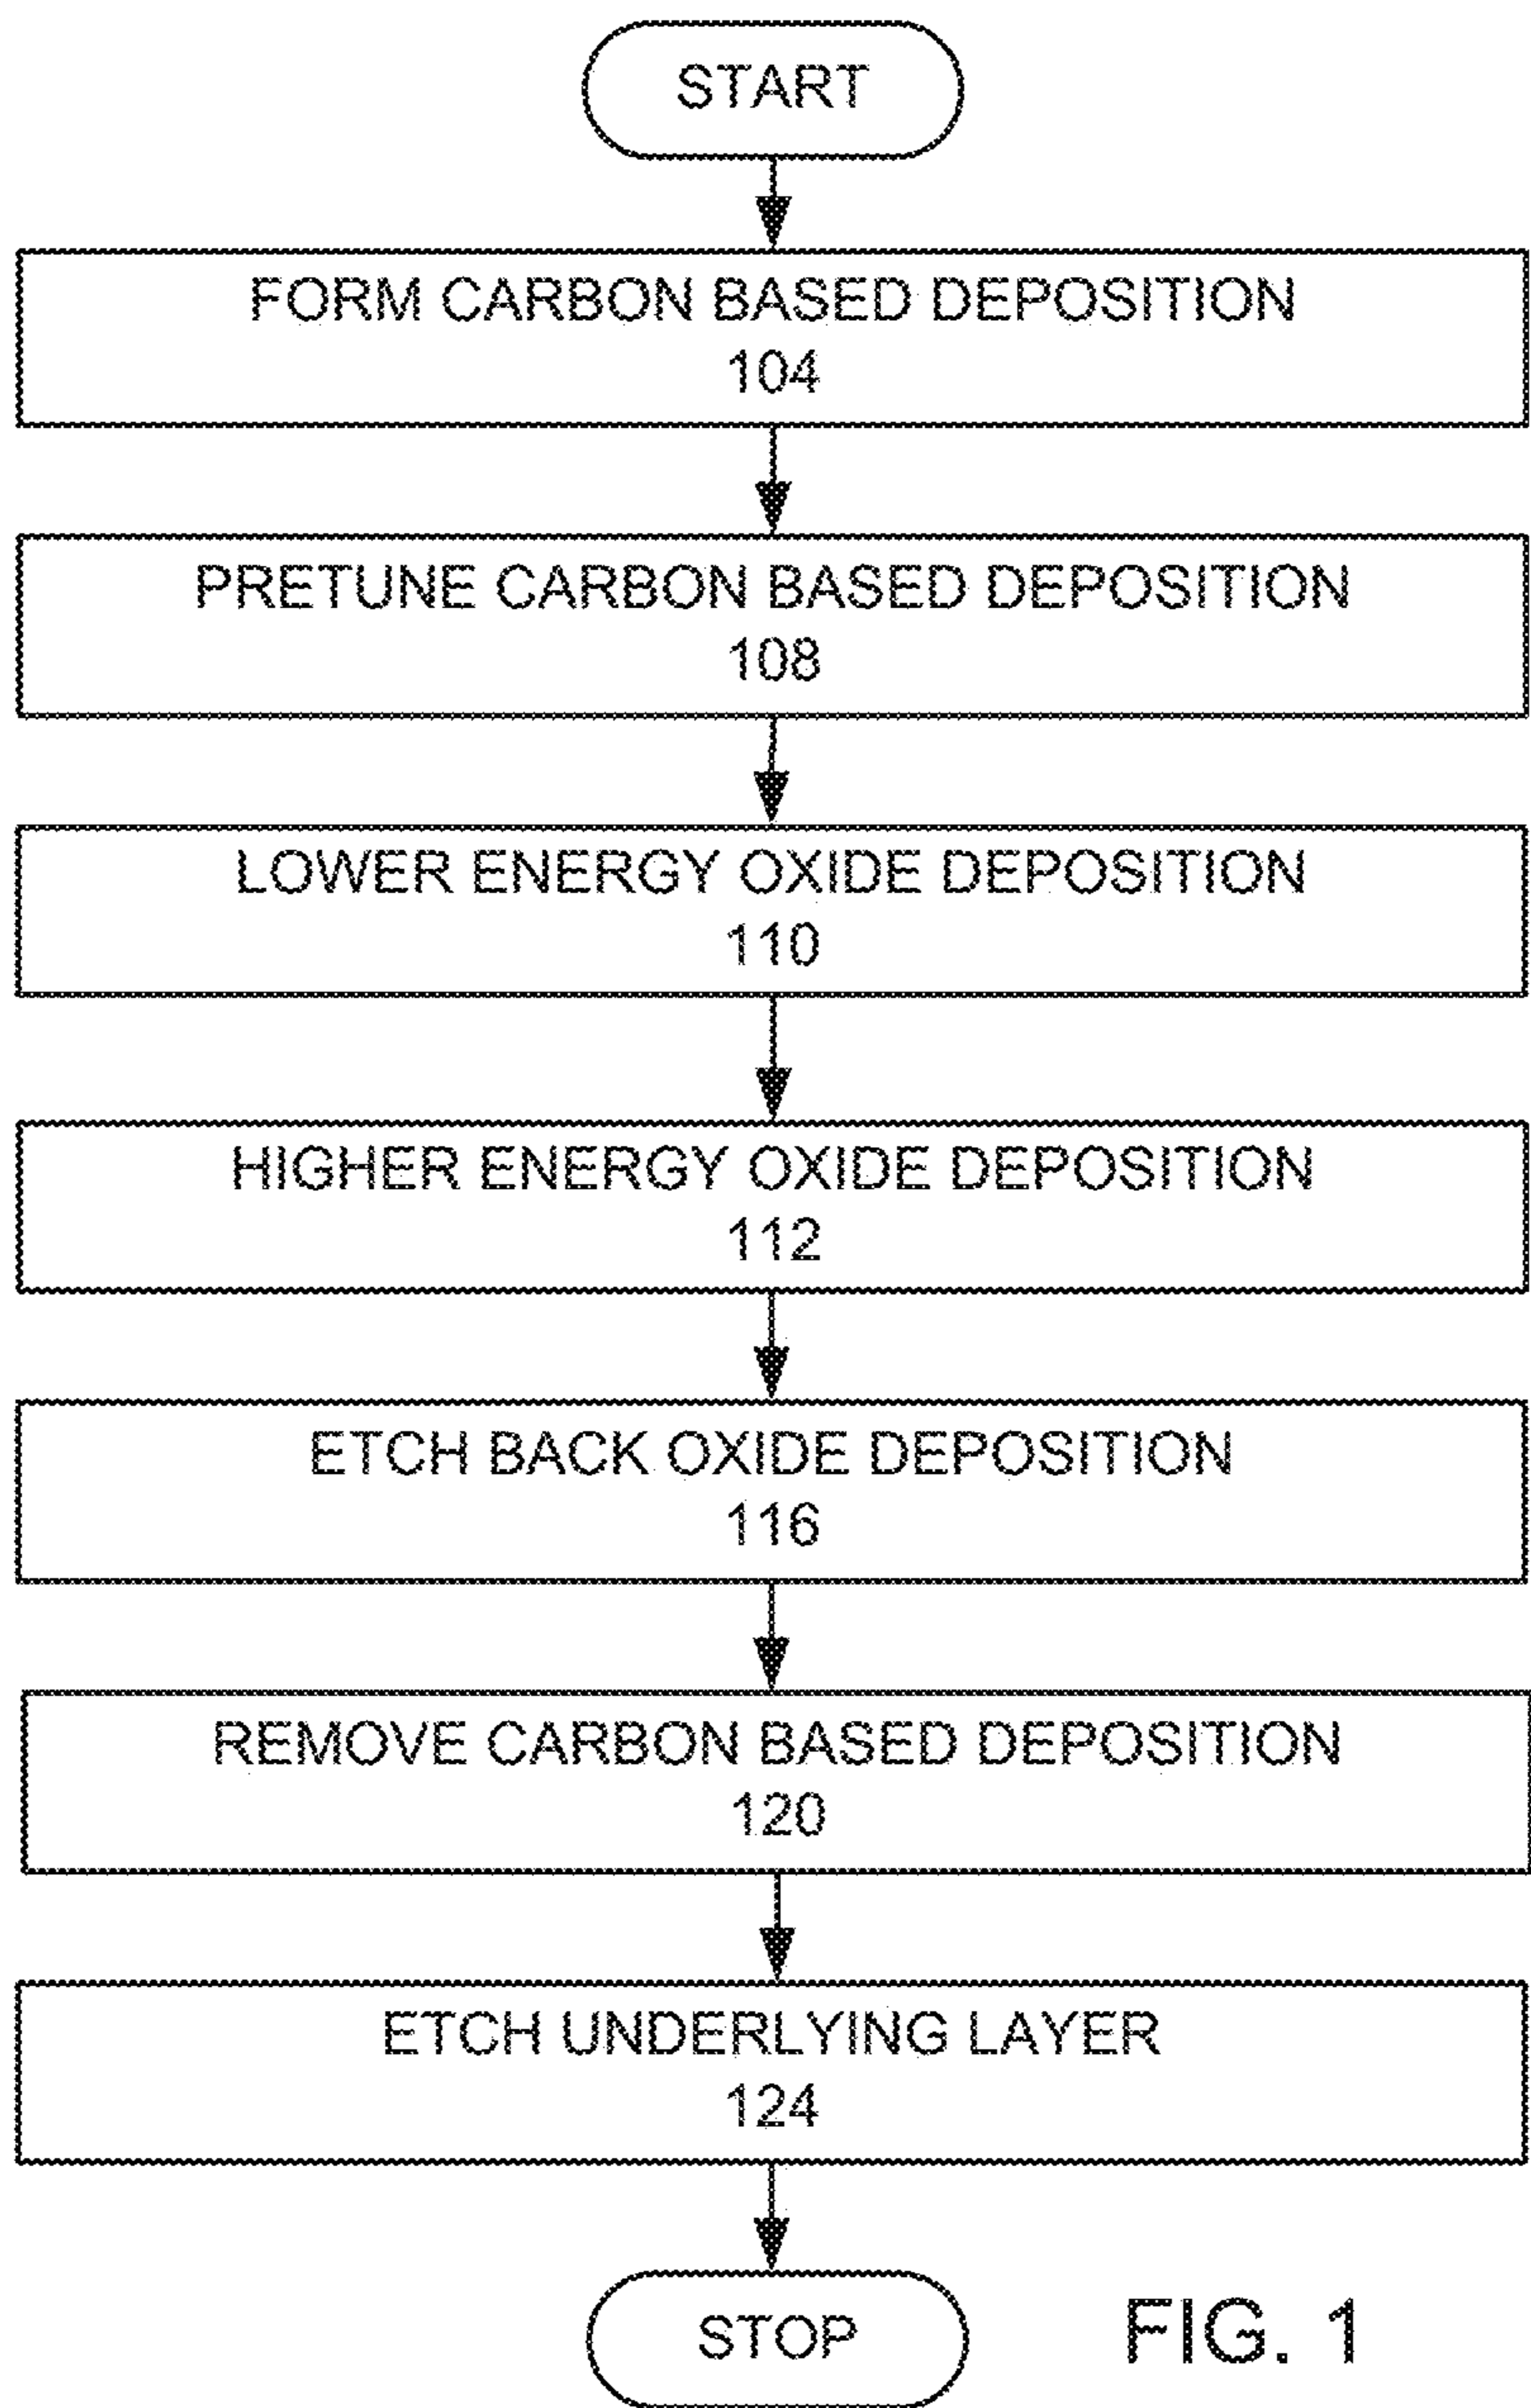 START
FORM CARBON BASED DEPOSITION
104
PRETUNE CARBON BASED DEPOSITION
108
LOWER ENERGY OXIDE DEPOSITION
110
HIGHER ENERGY OXIDE DEPOSITION
112
ETCH BACK OXIDE DEPOSITION
116
REMOVE CARBON BASED DEPOSITION
120
ETCH UNDERLYING LAYER
124
STOP
FIG. 1